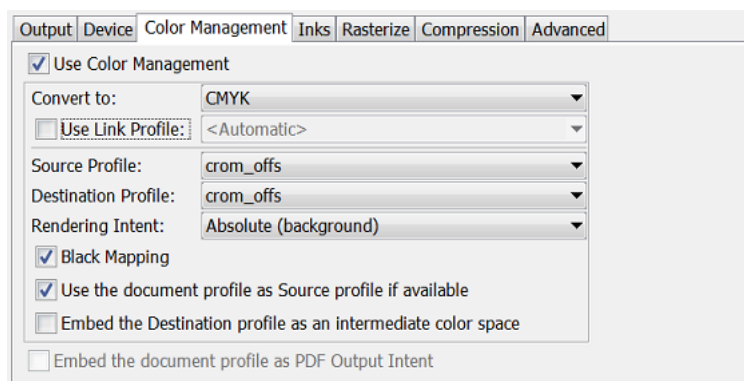 Output Device Color Management Inks Rasterize Compression Advanced
Use Color Management
Convert to: CMYK
Use Link Profile: <Automatic>
Source Profile: crom_offs
Destination Profile: crom_offs
Rendering Intent: Absolute (background)
Black Mapping
Use the document profile as Source profile if available
Embed the Destination profile as an intermediate color space
Embed the document profile as PDF Output Intent